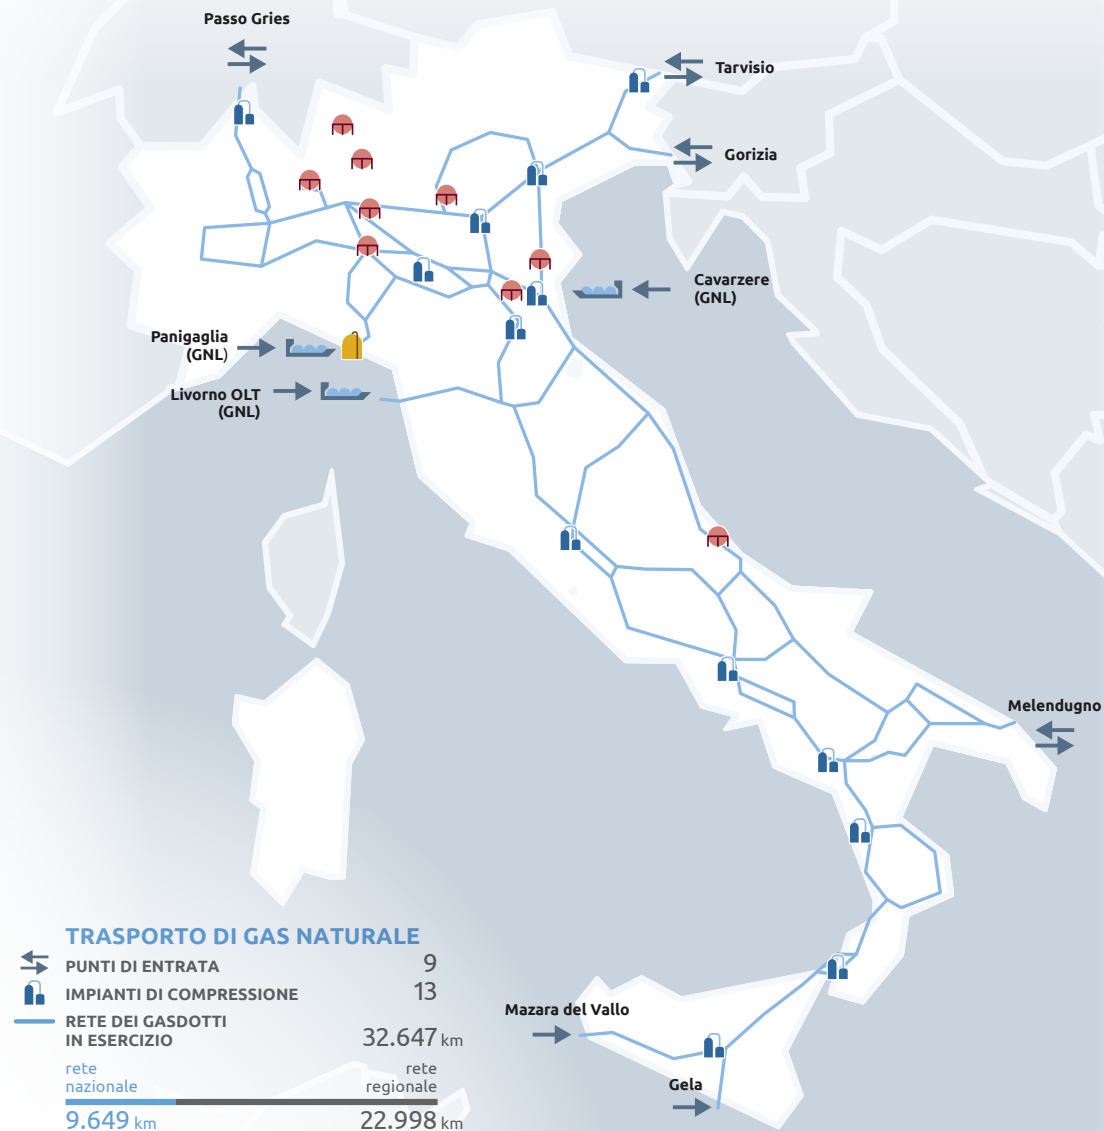 Passo Gries
Tarvisio
Gorizia
Cavarzere
(GNL)
Panigaglia
(GNL)
Livorno OLT
(GNL)
Melendugno
Mazara del Vallo
Gela
TRASPORTO DI GAS NATURALE
PUNTI DI ENTRATA 9
IMPIANTI DI COMPRESSIONE 13
RETE DEI GASDOTTI
IN ESERCIZIO 32.647 km
rete rete
nazionale regionale
9.649 km 22.998 km